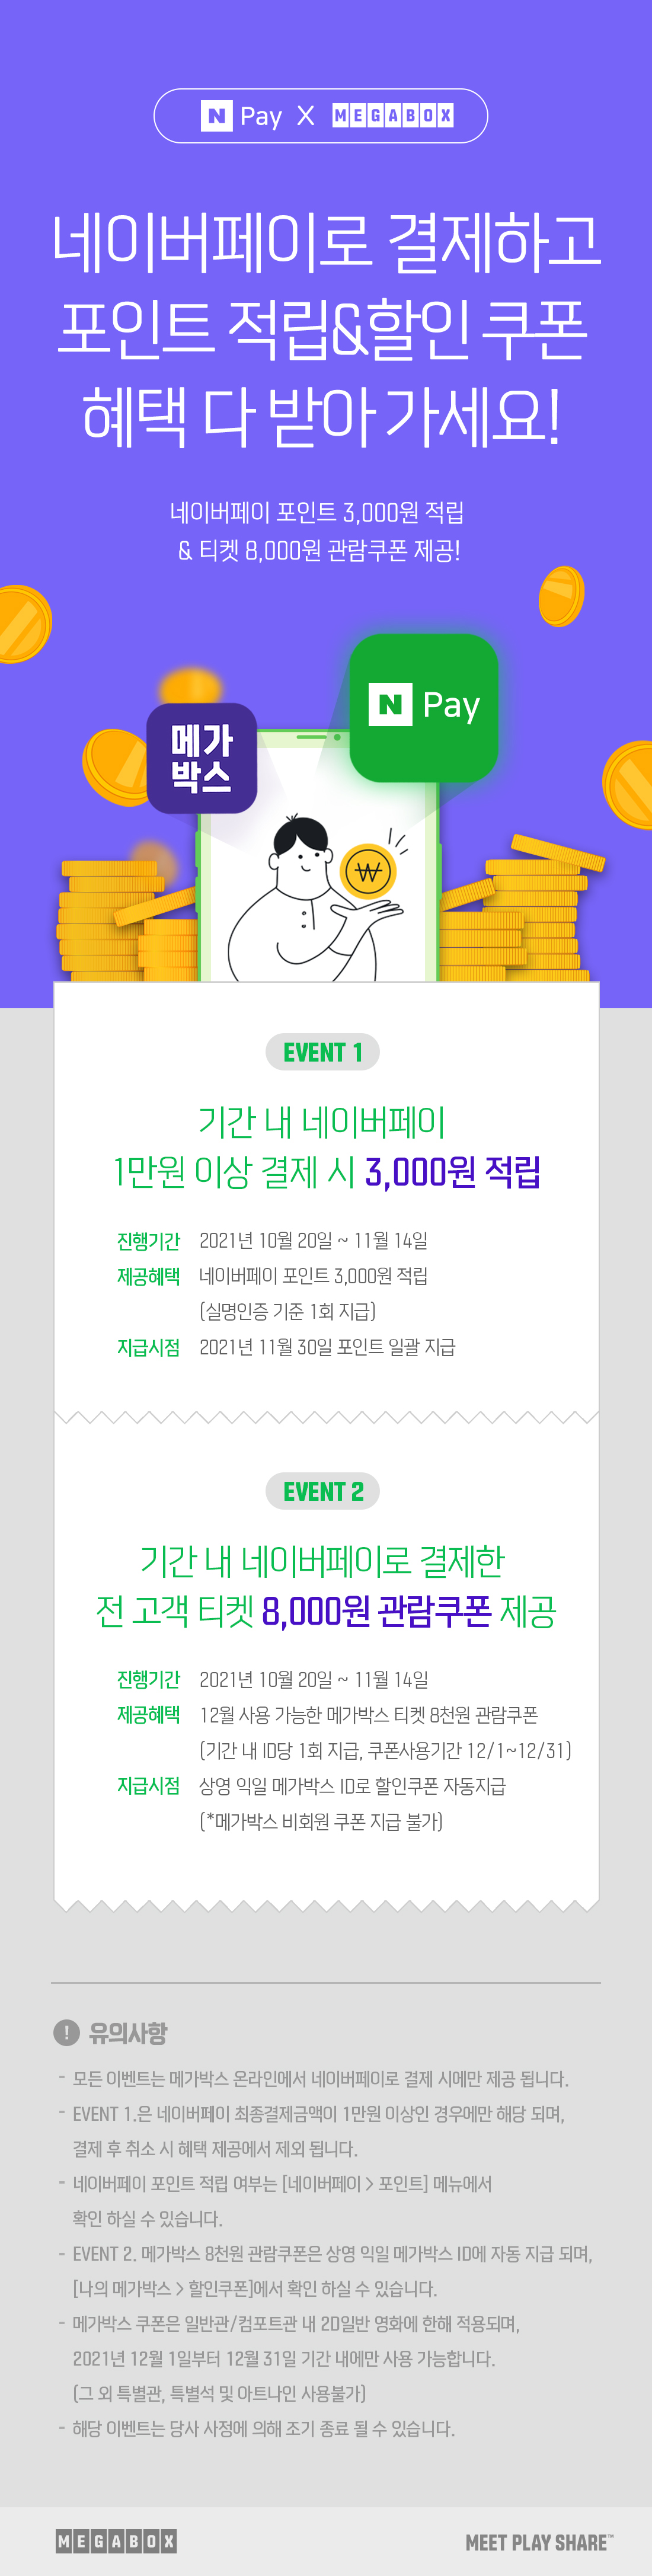 N Pay X MEGABOX
네이버페이로 결제하고
포인트 적립&할인 쿠폰
혜택 다 받아 가세요!
네이버페이 포인트 3,000원 적립
& 티켓 8,000원 관람쿠폰 제공!
N Pay
메가
박스
₩
EVENT 1
기간 내 네이버페이
1만원 이상 결제 시 3,000원 적립
진행기간 2021년 10월 20일 ~ 11월 14일
제공혜택 네이버페이 포인트 3,000원 적립
(실명인증 기준 1회 지급)
지급시점 2021년 11월 30일 포인트 일괄 지급
EVENT 2
기간 내 네이버페이로 결제한
전 고객 티켓 8,000원 관람쿠폰 제공
진행기간 2021년 10월 20일 ~ 11월 14일
제공혜택 12월 사용 가능한 메가박스 티켓 8천원 관람쿠폰
(기간 내 ID당 1회 지급, 쿠폰사용기간 12/1~12/31)
지급시점 상영 익일 메가박스 ID로 할인쿠폰 자동지급
(*메가박스 비회원 쿠폰 지급 불가)
! 유의사항
- 모든 이벤트는 메가박스 온라인에서 네이버페이로 결제 시에만 제공 됩니다.
- EVENT 1.은 네이버페이 최종결제금액이 1만원 이상인 경우에만 해당 되며,
결제 후 취소 시 혜택 제공에서 제외 됩니다.
- 네이버페이 포인트 적립 여부는 [네이버페이 > 포인트] 메뉴에서
확인 하실 수 있습니다.
- EVENT 2. 메가박스 8천원 관람쿠폰은 상영 익일 메가박스 ID에 자동 지급 되며,
[나의 메가박스 > 할인쿠폰]에서 확인 하실 수 있습니다.
- 메가박스 쿠폰은 일반관/컴포트관 내 2D일반 영화에 한해 적용되며,
2021년 12월 1일부터 12월 31일 기간 내에만 사용 가능합니다.
(그 외 특별관, 특별석 및 아트나인 사용불가)
- 해당 이벤트는 당사 사정에 의해 조기 종료 될 수 있습니다.
MEGABOX MEET PLAY SHARE™